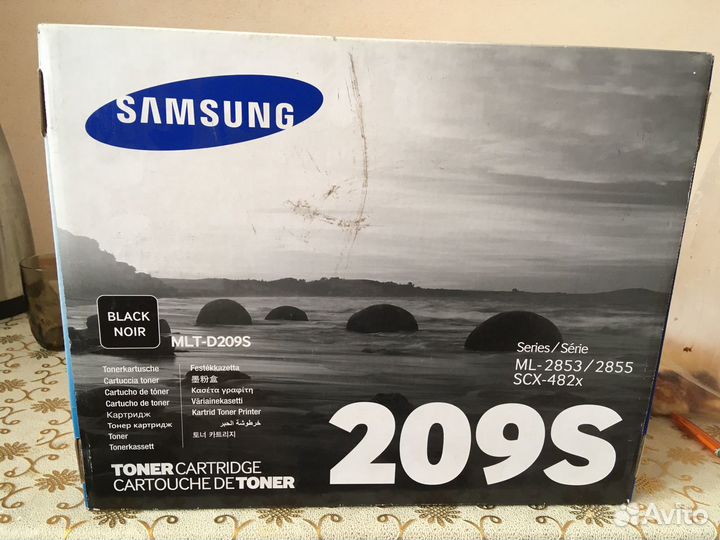 SAMSUNG
BLACK
NOIR
MLT-D209S
Tonerkartusche
Cartuccia toner
Cartucho de tóner
Cartucho de toner
Картридж
Тонер картридж
Toner
Tonerkassett
Festékkazetta
墨粉盒
Κασέτα γραφίτη
Väriainekasetti
Kartrid Toner Printer
خرطوشة الحبر
토너 카트리지
TONER CARTRIDGE
CARTOUCHE DE TONER
Series/Série
ML-2853/2855
SCX-482x
209S
Avito